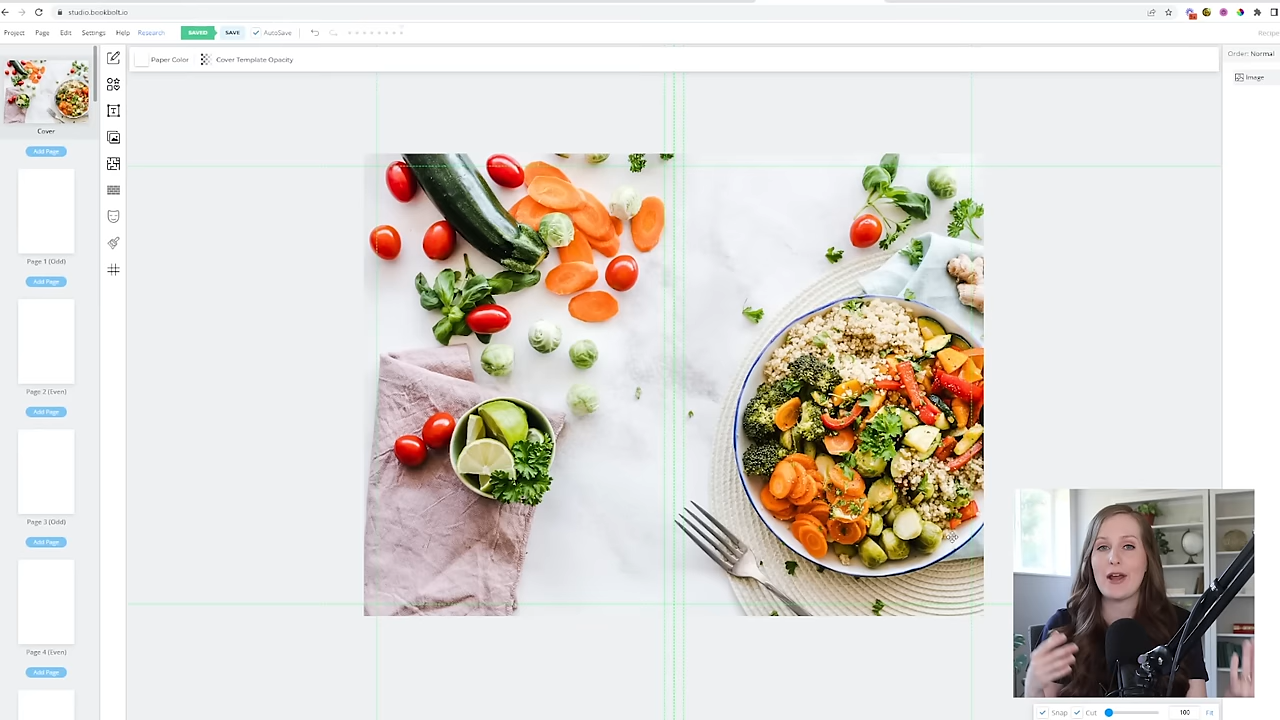 studio.bookbolt.io
Project Page Edit Settings Help Research SAVED SAVE AutoSave
Recipe
Paper Color Cover Template Opacity
Order: Normal
Image
Cover
Add Page
Page 1 (Odd)
Add Page
Page 2 (Even)
Add Page
Page 3 (Odd)
Add Page
Page 4 (Even)
Add Page
Snap Cut 100 Fit